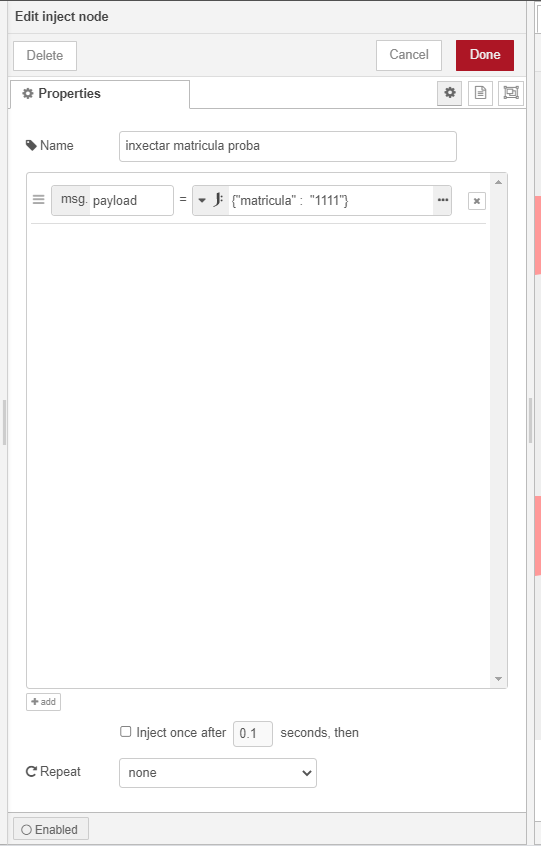 Edit inject node
Delete
Cancel
Done
Properties
Name
inxectar matricula proba
msg. payload = J: {"matricula" :  "1111"} •••
+ add
Inject once after 0.1 seconds, then
Repeat
none
Enabled